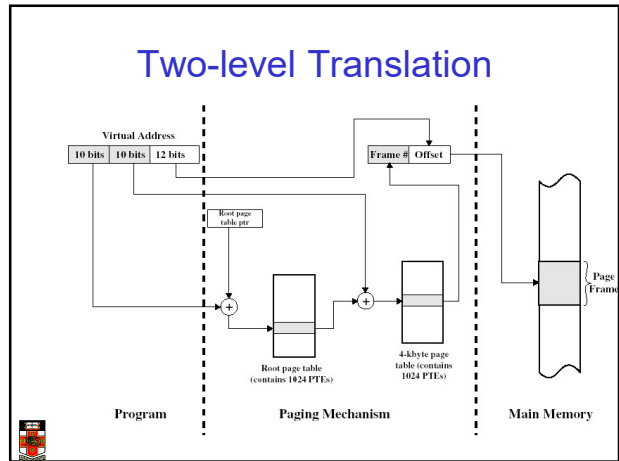 Two-level Translation
Virtual Address
10 bits 10 bits 12 bits
Frame # Offset
Root page
table ptr
+
+
Page
Frame
Root page table
(contains 1024 PTEs)
4-kbyte page
table (contains
1024 PTEs)
Program
Paging Mechanism
Main Memory